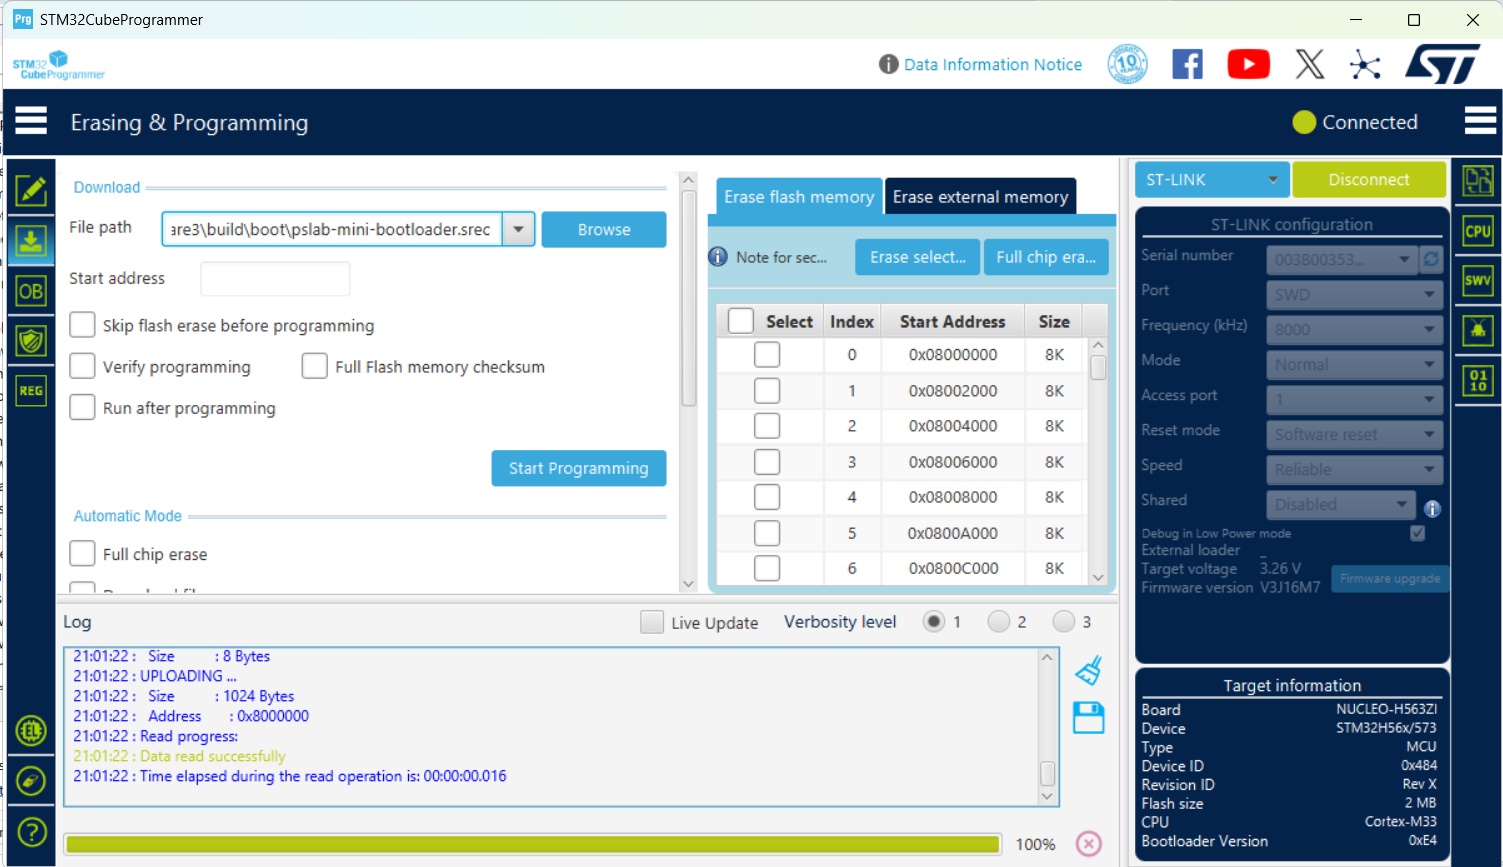 Prg STM32CubeProgrammer
STM32
CubeProgrammer
Data Information Notice
10
Erasing & Programming
Connected
OB
REG
Download
File path
are3\build\boot\pslab-mini-bootloader.srec
Browse
Start address
Skip flash erase before programming
Verify programming
Full Flash memory checksum
Run after programming
Start Programming
Automatic Mode
Full chip erase
Erase flash memory
Erase external memory
Note for sec...
Erase select...
Full chip era...
Select Index Start Address Size
0 0x08000000 8K
1 0x08002000 8K
2 0x08004000 8K
3 0x08006000 8K
4 0x08008000 8K
5 0x0800A000 8K
6 0x0800C000 8K
Log
Live Update
Verbosity level
1
2
3
21:01:22 : Size : 8 Bytes
21:01:22 : UPLOADING ...
21:01:22 : Size : 1024 Bytes
21:01:22 : Address : 0x8000000
21:01:22 : Read progress:
21:01:22 : Data read successfully
21:01:22 : Time elapsed during the read operation is: 00:00:00.016
100%
ST-LINK
Disconnect
ST-LINK configuration
Serial number 003B00353...
Port SWD
Frequency (kHz) 8000
Mode Normal
Access port 1
Reset mode Software reset
Speed Reliable
Shared Disabled
Debug in Low Power mode
External loader _
Target voltage 3.26 V
Firmware version V3J16M7
Firmware upgrade
Target information
Board NUCLEO-H563ZI
Device STM32H56x/573
Type MCU
Device ID 0x484
Revision ID Rev X
Flash size 2 MB
CPU Cortex-M33
Bootloader Version 0xE4
CPU
SWV
01
10